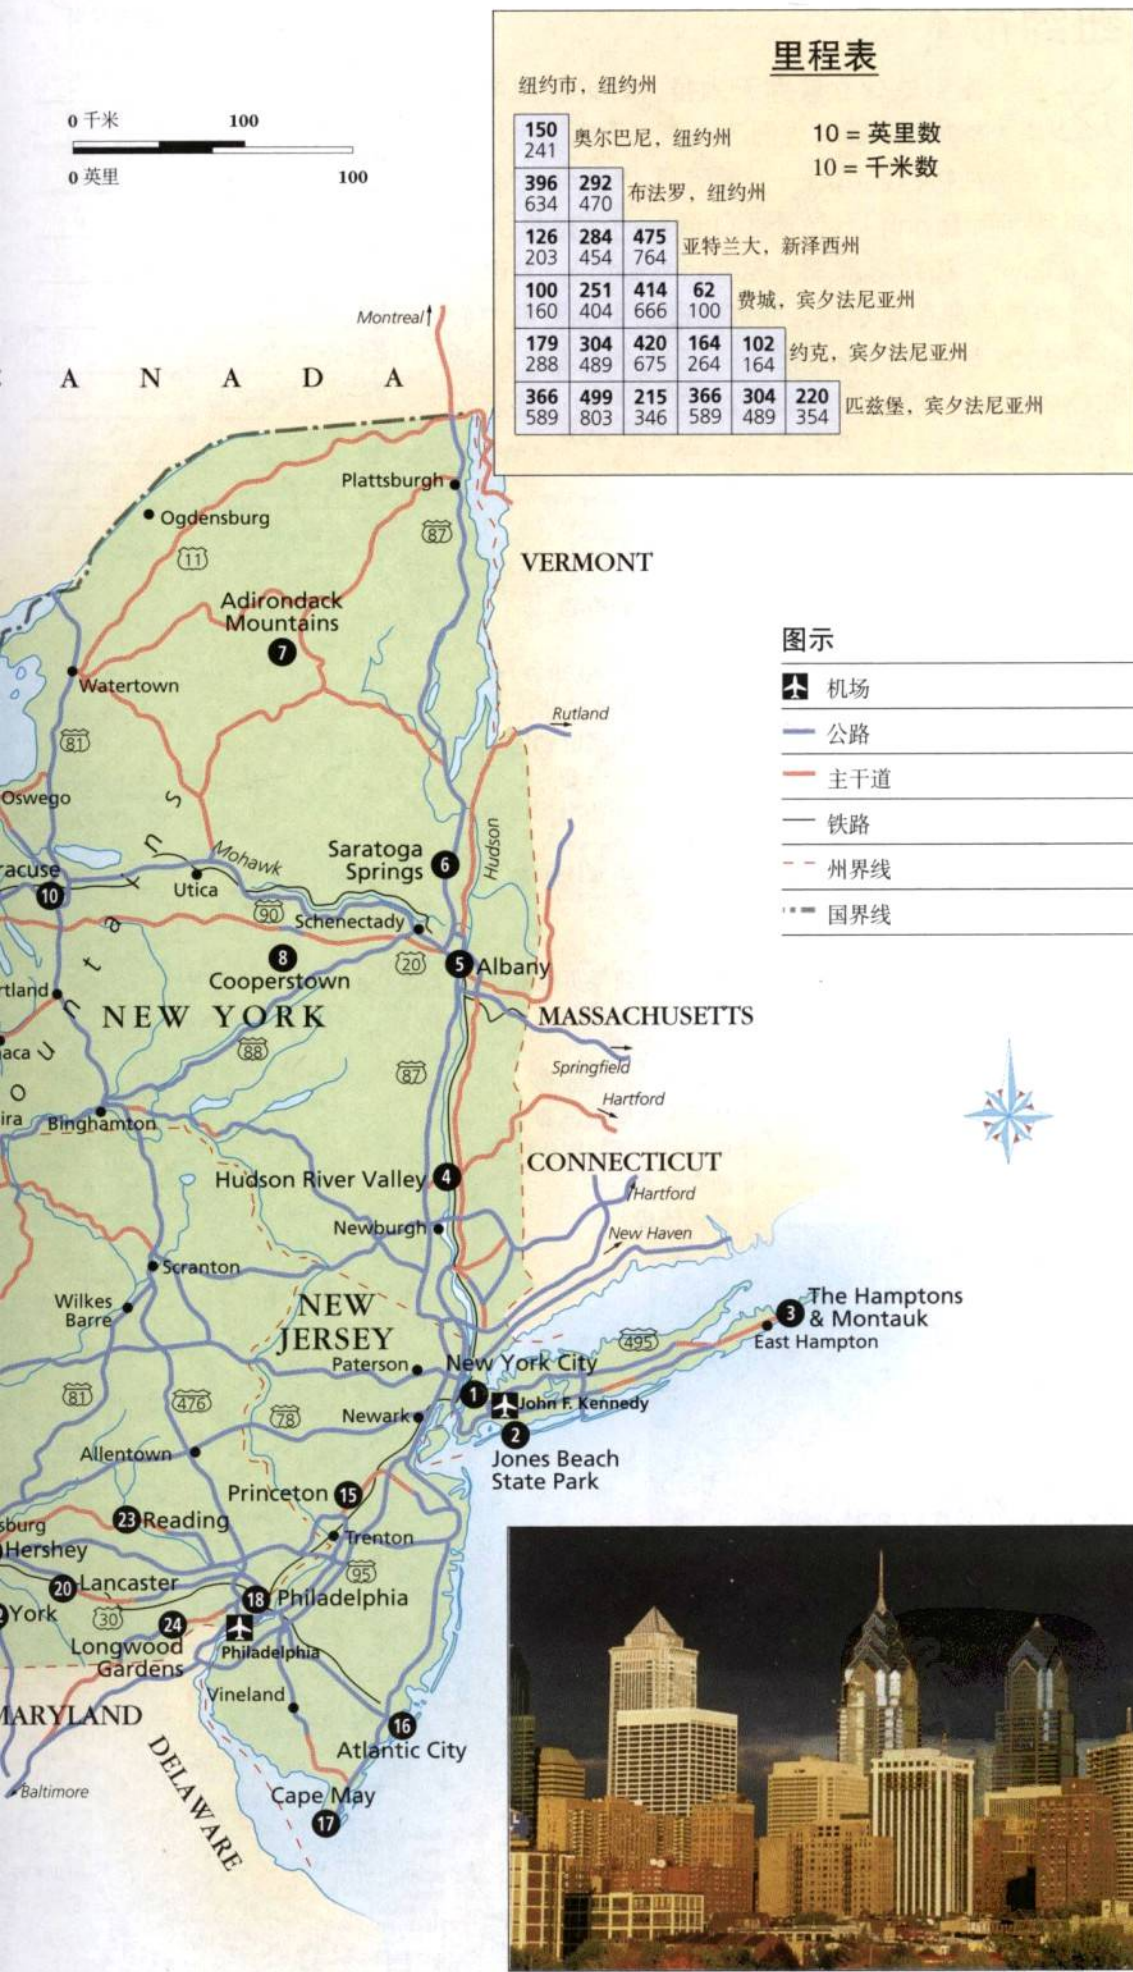 里程表
纽约市，纽约州
150
241
奥尔巴尼，纽约州
10 = 英里数
10 = 千米数
396 292
634 470
布法罗，纽约州
126 284 475
203 454 764
亚特兰大，新泽西州
100 251 414 62
160 404 666 100
费城，宾夕法尼亚州
179 304 420 164 102
288 489 675 264 164
约克，宾夕法尼亚州
366 499 215 366 304 220
589 803 346 589 489 354
匹兹堡，宾夕法尼亚州
0 千米 100
0 英里 100
Montreal
C A N A D A
Plattsburgh
Ogdensburg
87
11
VERMONT
Adirondack
Mountains
7
图示
机场
公路
主干道
铁路
州界线
国界线
Watertown
Rutland
81
Oswego
Mohawk
Saratoga
Springs
6
Hudson
racuse
10
Utica
90
Schenectady
8
Cooperstown
20
5 Albany
rtland
o u n t a i n s
NEW YORK
MASSACHUSETTS
aca
88
87
Springfield
Hartford
ira
Binghamton
CONNECTICUT
Hudson River Valley 4
Hartford
Newburgh
New Haven
Scranton
Wilkes
Barre
NEW
JERSEY
3 The Hamptons
& Montauk
495
East Hampton
Paterson
New York City
1
81
476
78
Newark
John F. Kennedy
2
Jones Beach
State Park
Allentown
Princeton 15
sburg
23 Reading
Trenton
Hershey
95
20 Lancaster
18 Philadelphia
York
30
24
Longwood
Gardens
Philadelphia
Vineland
MARYLAND
16
Atlantic City
DELAWARE
Baltimore
Cape May
17